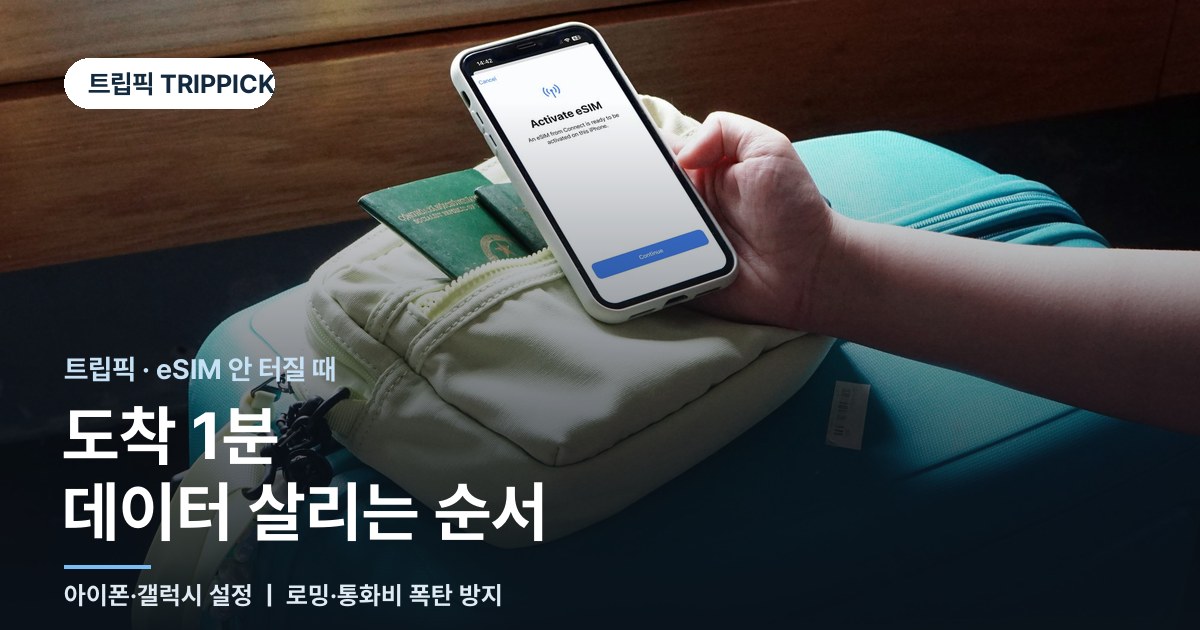 트립픽 TRIPPICK
14:42
Cancel
Activate eSIM
An eSIM from Connect is ready to be
activated on this iPhone.
Continue
트립픽 · eSIM 안 터질 때
도착 1분
데이터 살리는 순서
아이폰·갤럭시 설정 | 로밍·통화비 폭탄 방지